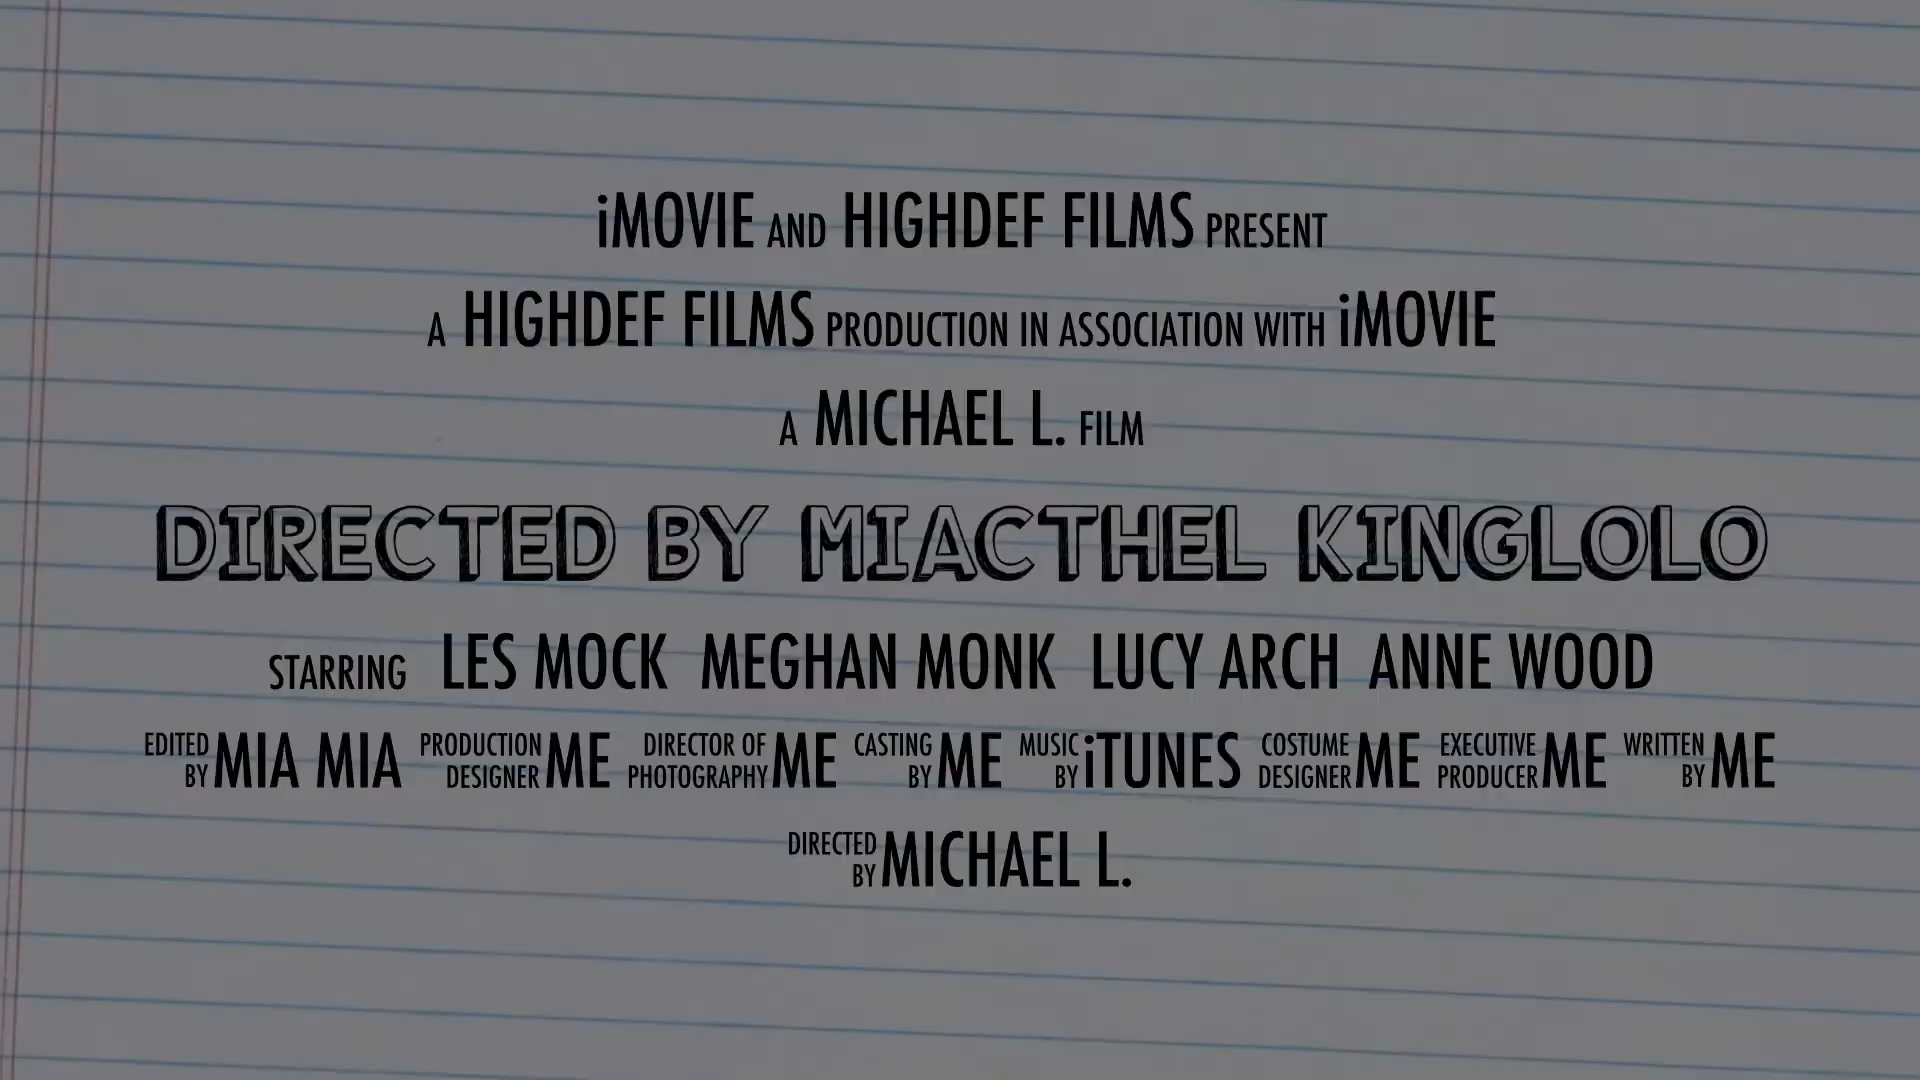 iMOVIE AND HIGHDEF FILMS PRESENT
A HIGHDEF FILMS PRODUCTION IN ASSOCIATION WITH iMOVIE
A MICHAEL L. FILM
DIRECTED BY MIACTHEL KINGLOLO
STARRING LES MOCK MEGHAN MONK LUCY ARCH ANNE WOOD
EDITED BY MIA MIA PRODUCTION DESIGNER ME DIRECTOR OF PHOTOGRAPHY ME CASTING BY ME MUSIC BY iTUNES COSTUME DESIGNER ME EXECUTIVE PRODUCER ME WRITTEN BY ME
DIRECTED BY MICHAEL L.